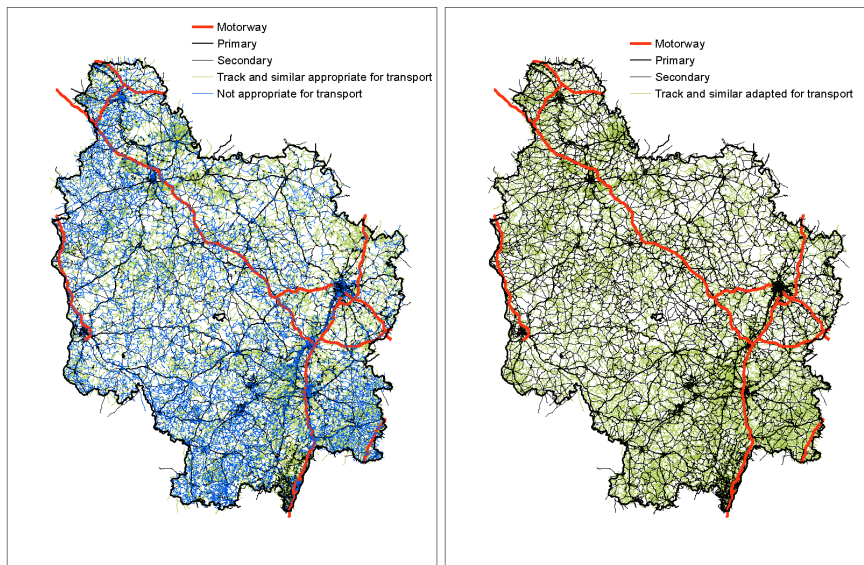 Motorway
Primary
Secondary
Track and similar appropriate for transport
Not appropriate for transport
Motorway
Primary
Secondary
Track and similar adapted for transport